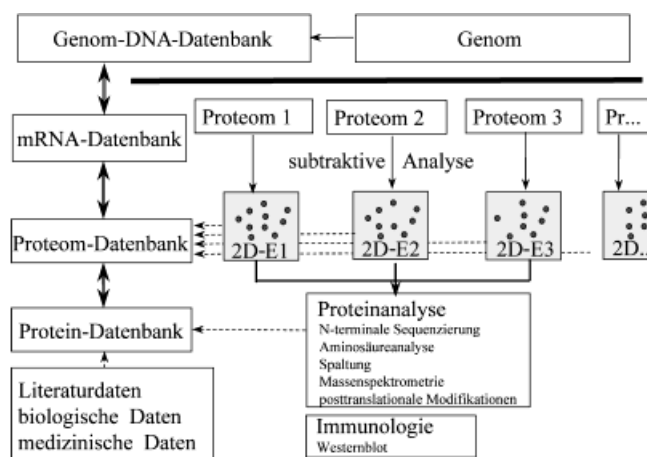 Genom-DNA-Datenbank
Genom
Proteom 1
Proteom 2
Proteom 3
Pr...
mRNA-Datenbank
subtraktive Analyse
Proteom-Datenbank
2D-E1
2D-E2
2D-E3
2D..
Proteinanalyse
N-terminale Sequenzierung
Aminosäureanalyse
Spaltung
Massenspektrometrie
posttranslationale Modifikationen
Protein-Datenbank
Literaturdaten
biologische Daten
medizinische Daten
Immunologie
Westernblot